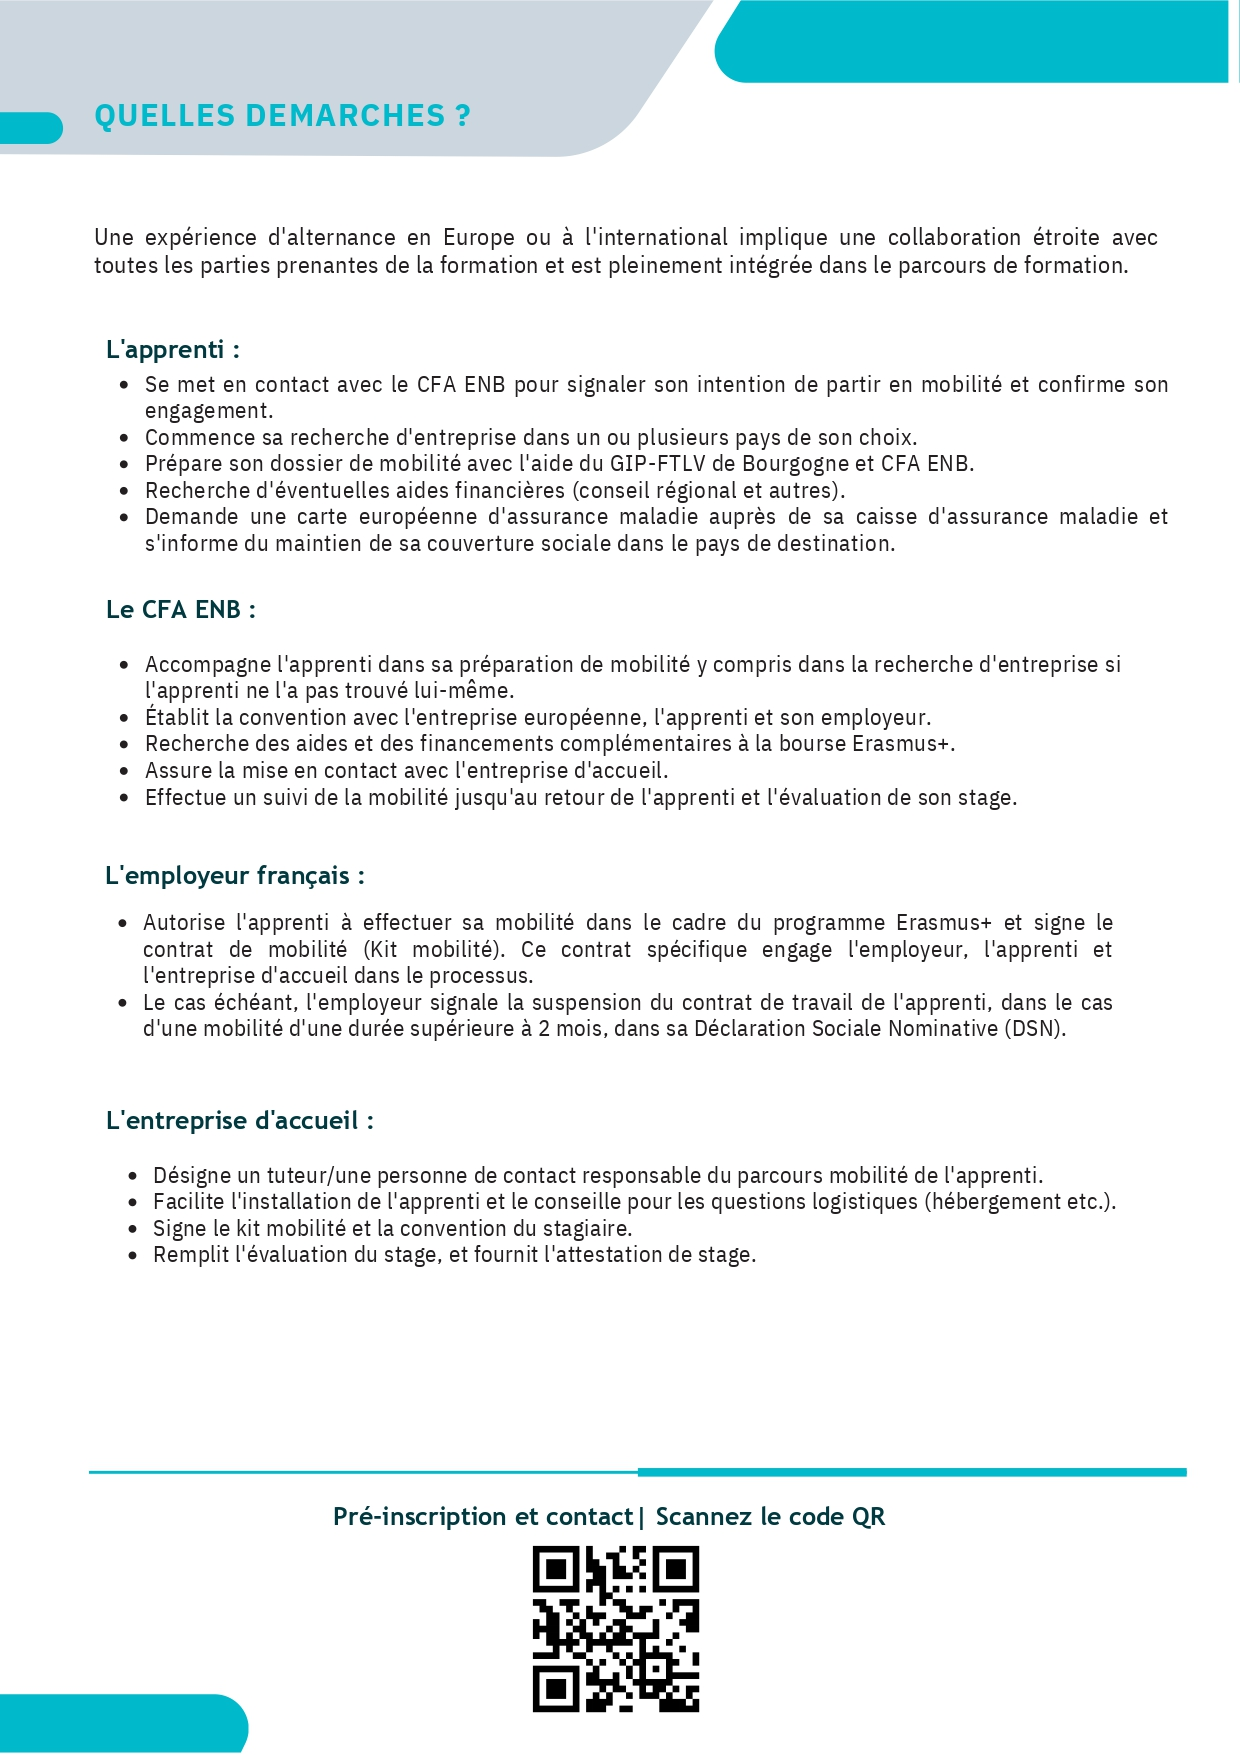 QUELLES DEMARCHES ?
Une expérience d'alternance en Europe ou à l'international implique une collaboration étroite avec
toutes les parties prenantes de la formation et est pleinement intégrée dans le parcours de formation.
L'apprenti :
• Se met en contact avec le CFA ENB pour signaler son intention de partir en mobilité et confirme son
engagement.
• Commence sa recherche d'entreprise dans un ou plusieurs pays de son choix.
• Prépare son dossier de mobilité avec l'aide du GIP-FTLV de Bourgogne et CFA ENB.
• Recherche d'éventuelles aides financières (conseil régional et autres).
• Demande une carte européenne d'assurance maladie auprès de sa caisse d'assurance maladie et
s'informe du maintien de sa couverture sociale dans le pays de destination.
Le CFA ENB :
• Accompagne l'apprenti dans sa préparation de mobilité y compris dans la recherche d'entreprise si
l'apprenti ne l'a pas trouvé lui-même.
• Établit la convention avec l'entreprise européenne, l'apprenti et son employeur.
• Recherche des aides et des financements complémentaires à la bourse Erasmus+.
• Assure la mise en contact avec l'entreprise d'accueil.
• Effectue un suivi de la mobilité jusqu'au retour de l'apprenti et l'évaluation de son stage.
L'employeur français :
• Autorise l'apprenti à effectuer sa mobilité dans le cadre du programme Erasmus+ et signe le
contrat de mobilité (Kit mobilité). Ce contrat spécifique engage l'employeur, l'apprenti et
l'entreprise d'accueil dans le processus.
• Le cas échéant, l'employeur signale la suspension du contrat de travail de l'apprenti, dans le cas
d'une mobilité d'une durée supérieure à 2 mois, dans sa Déclaration Sociale Nominative (DSN).
L'entreprise d'accueil :
• Désigne un tuteur/une personne de contact responsable du parcours mobilité de l'apprenti.
• Facilite l'installation de l'apprenti et le conseille pour les questions logistiques (hébergement etc.).
• Signe le kit mobilité et la convention du stagiaire.
• Remplit l'évaluation du stage, et fournit l'attestation de stage.
Pré-inscription et contact| Scannez le code QR